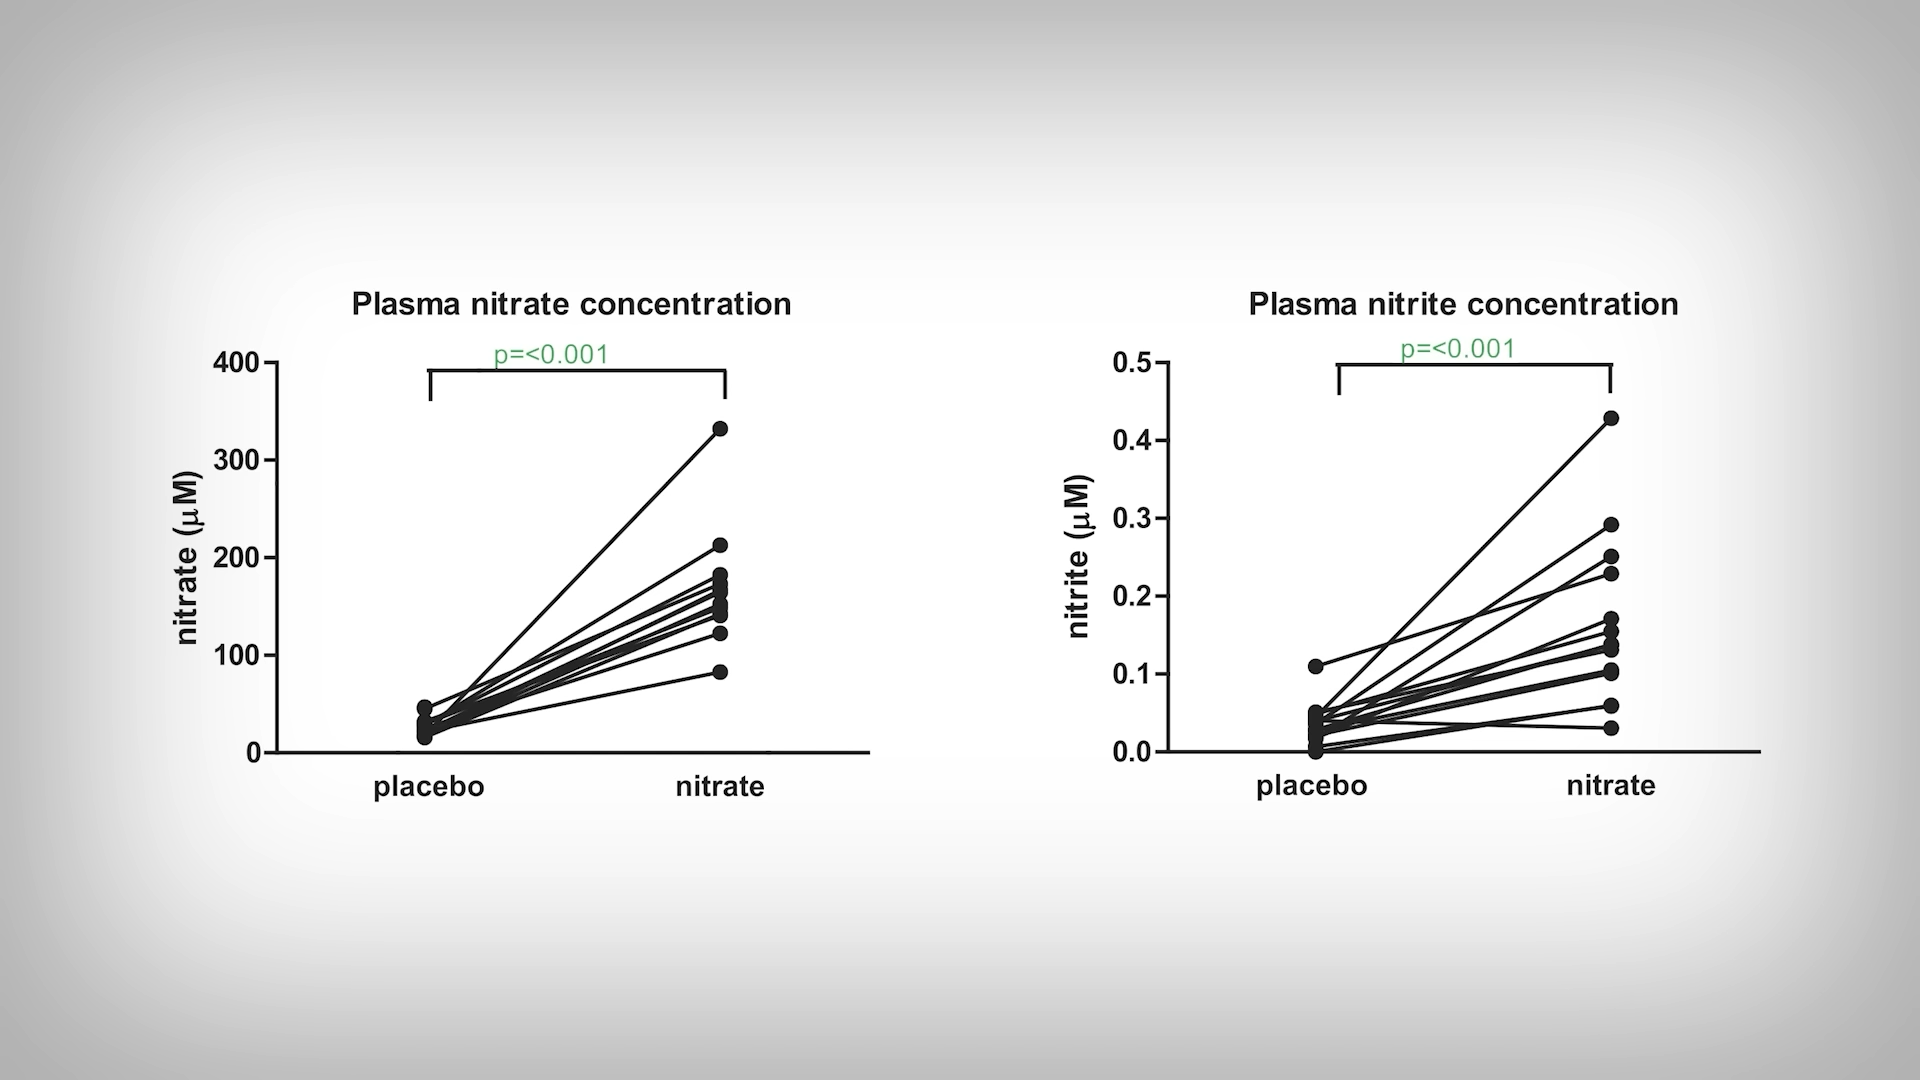 Plasma nitrate concentration
p=<0.001
400
300
200
100
0
nitrate (μM)
placebo
nitrate
Plasma nitrite concentration
p=<0.001
0.5
0.4
0.3
0.2
0.1
0.0
nitrite (μM)
placebo
nitrate